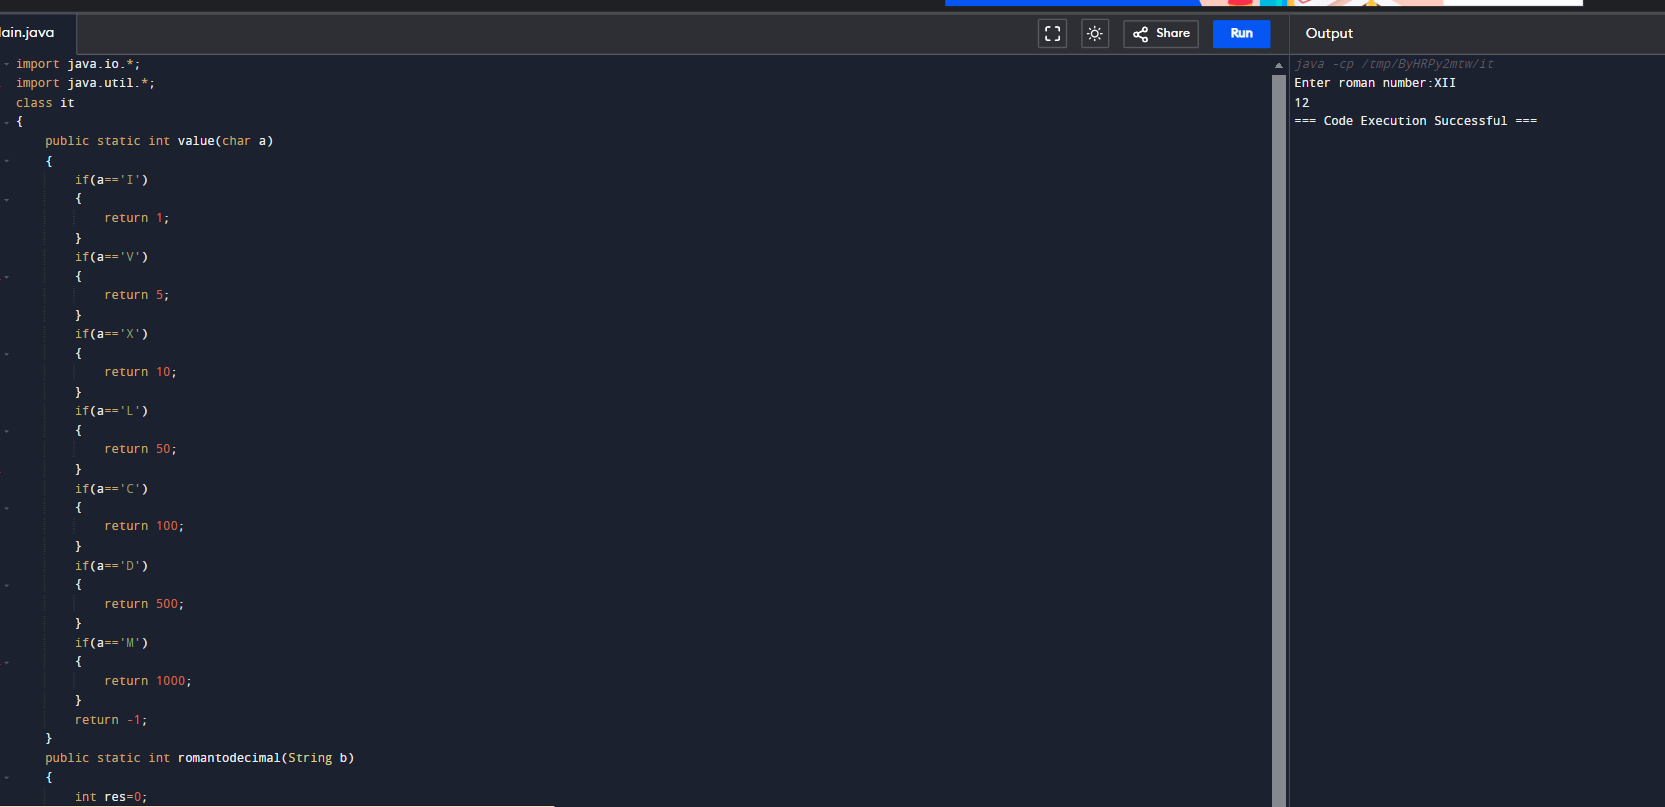 ain.java
Share
Run
Output
import java.io.*;
import java.util.*;
class it
{
public static int value(char a)
{
if(a=='I')
{
return 1;
}
if(a=='V')
{
return 5;
}
if(a=='X')
{
return 10;
}
if(a=='L')
{
return 50;
}
if(a=='C')
{
return 100;
}
if(a=='D')
{
return 500;
}
if(a=='M')
{
return 1000;
}
return -1;
}
public static int romantodecimal(String b)
{
int res=0;
java -cp /tmp/ByHRPy2mtw/it
Enter roman number:XII
12
=== Code Execution Successful ===